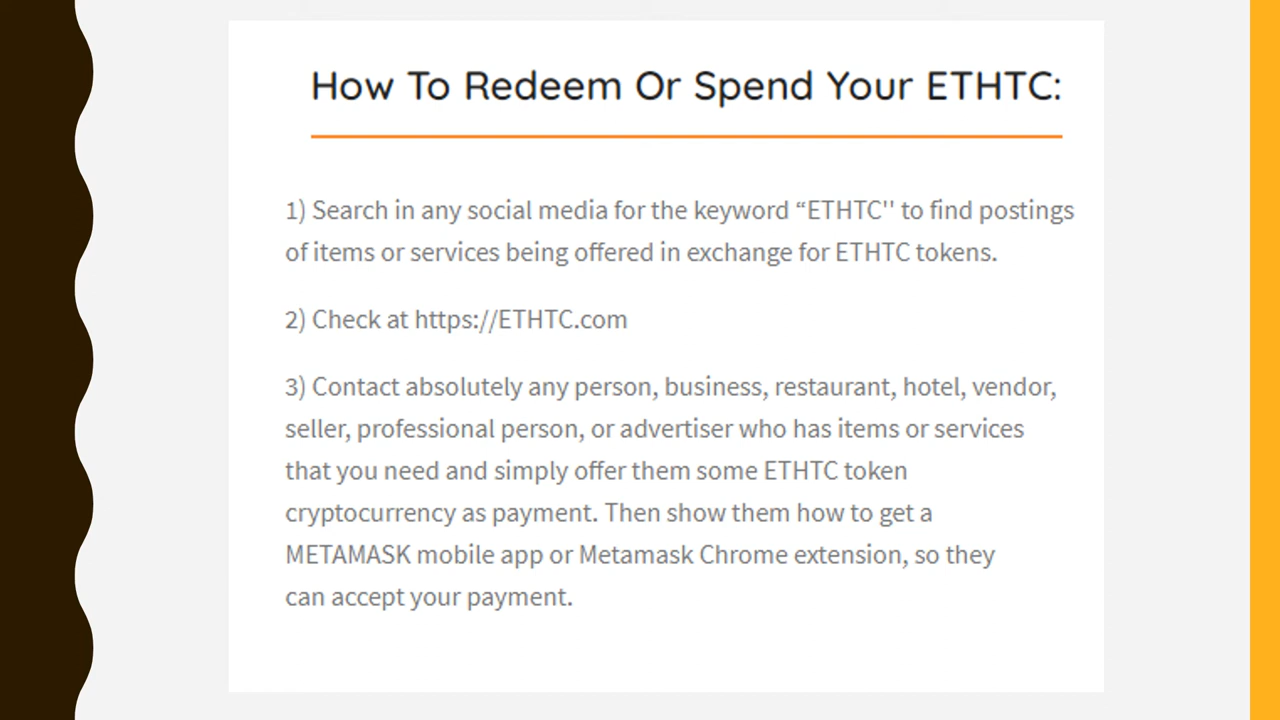 How To Redeem Or Spend Your ETHTC:
1) Search in any social media for the keyword “ETHTC'' to find postings
of items or services being offered in exchange for ETHTC tokens.
2) Check at https://ETHTC.com
3) Contact absolutely any person, business, restaurant, hotel, vendor,
seller, professional person, or advertiser who has items or services
that you need and simply offer them some ETHTC token
cryptocurrency as payment. Then show them how to get a
METAMASK mobile app or Metamask Chrome extension, so they
can accept your payment.